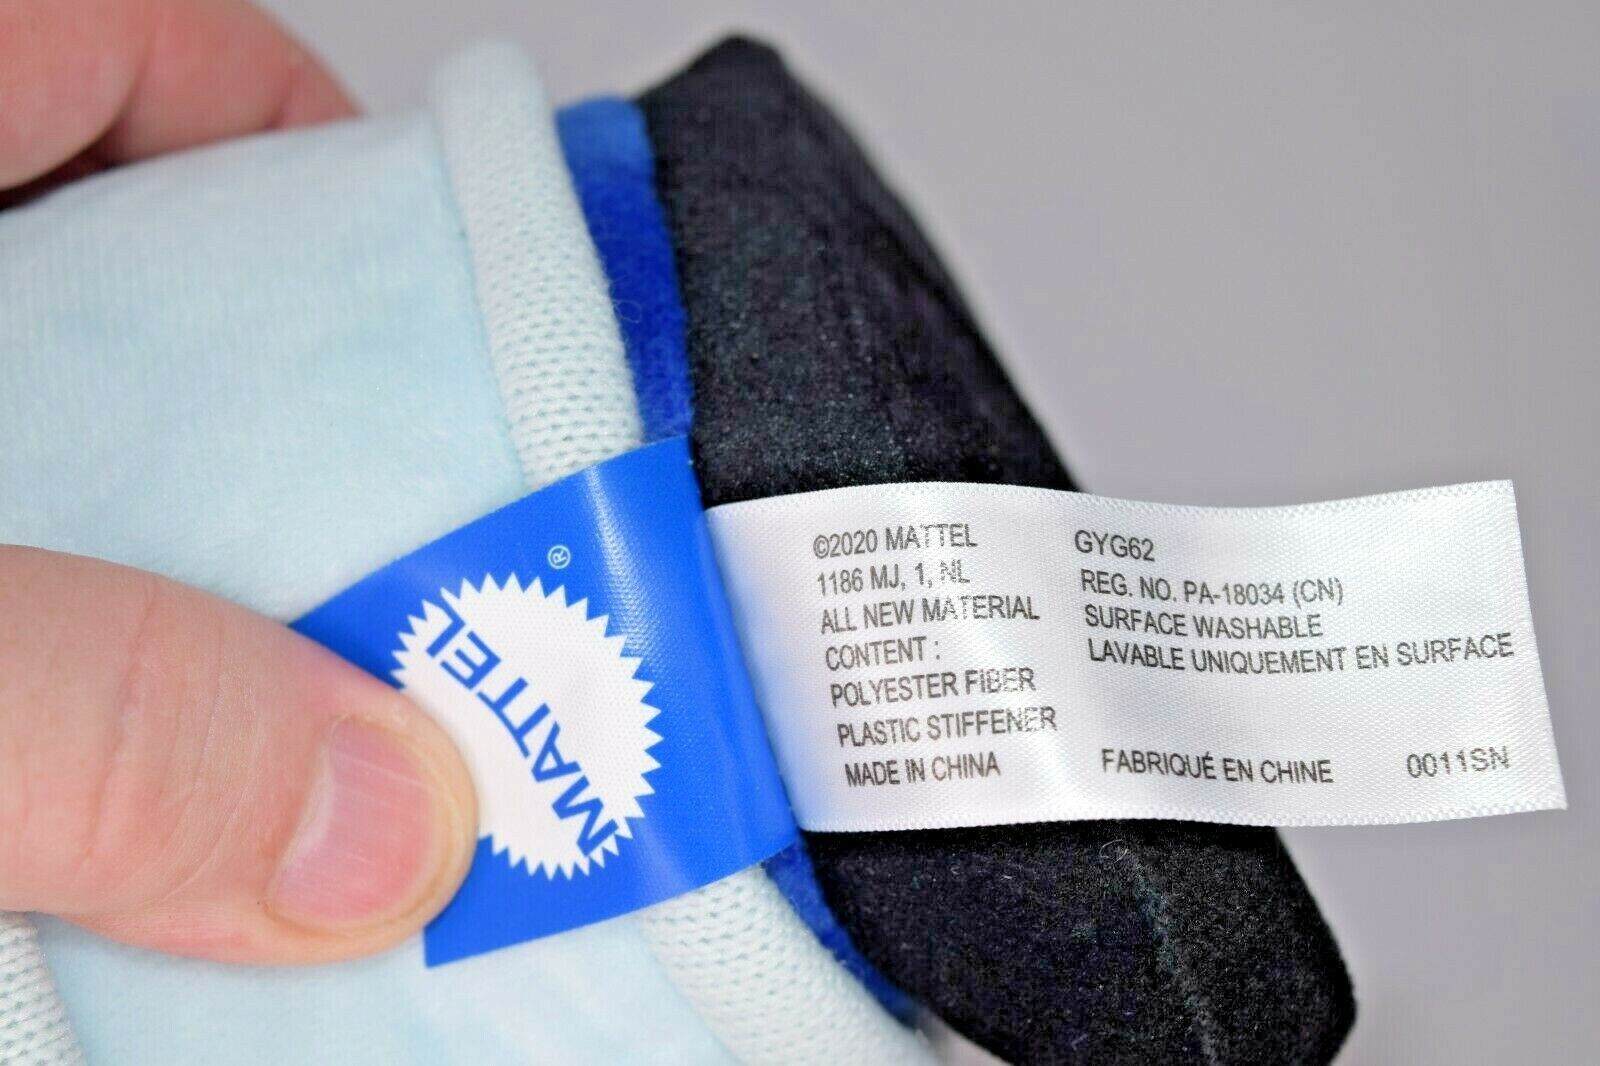 MATTEL
®
©2020 MATTEL
1186 MJ, 1, NL
ALL NEW MATERIAL
CONTENT :
POLYESTER FIBER
PLASTIC STIFFENER
MADE IN CHINA
GYG62
REG. NO. PA-18034 (CN)
SURFACE WASHABLE
LAVABLE UNIQUEMENT EN SURFACE
FABRIQUÉ EN CHINE 0011SN